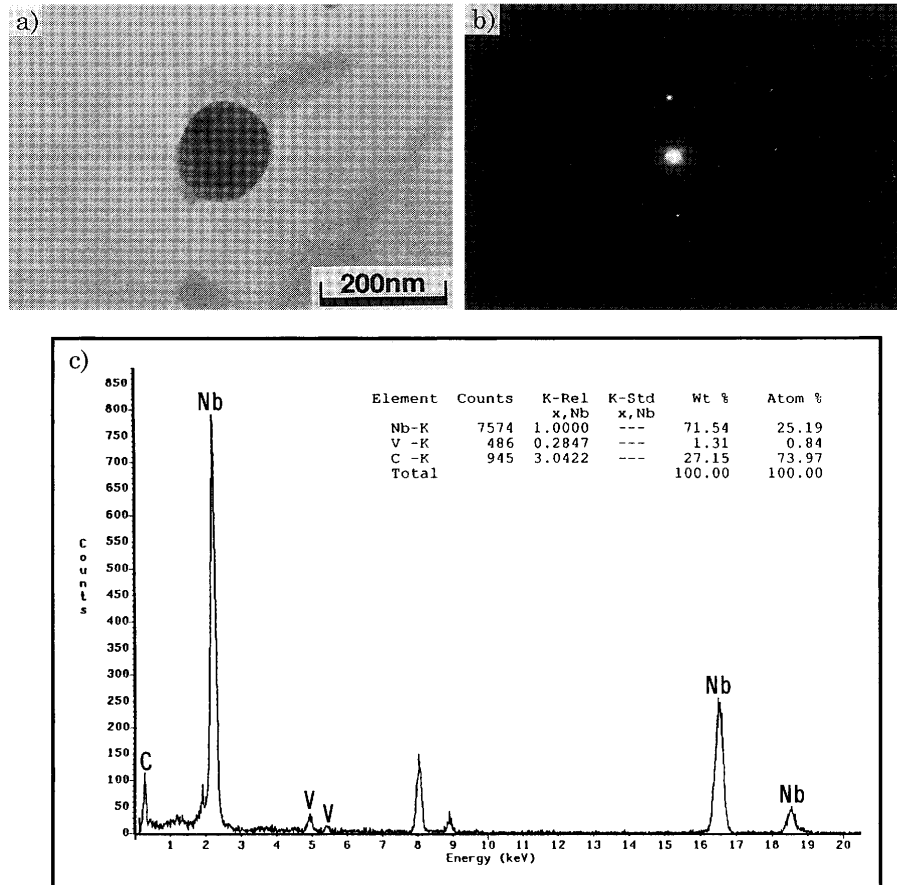 a)
b)
200nm
c)
Element Counts K-Rel K-Std Wt % Atom %
x,Nb x,Nb
Nb-K 7574 1.0000 --- 71.54 25.19
V -K 486 0.2847 --- 1.31 0.84
C -K 945 3.0422 --- 27.15 73.97
Total 100.00 100.00
850
800
750
700
650
600
550
500
450
400
350
300
250
200
150
100
50
0
Counts
Nb
C
V
V
Nb
Nb
1 2 3 4 5 6 7 8 9 10 11 12 13 14 15 16 17 18 19 20
Energy (keV)